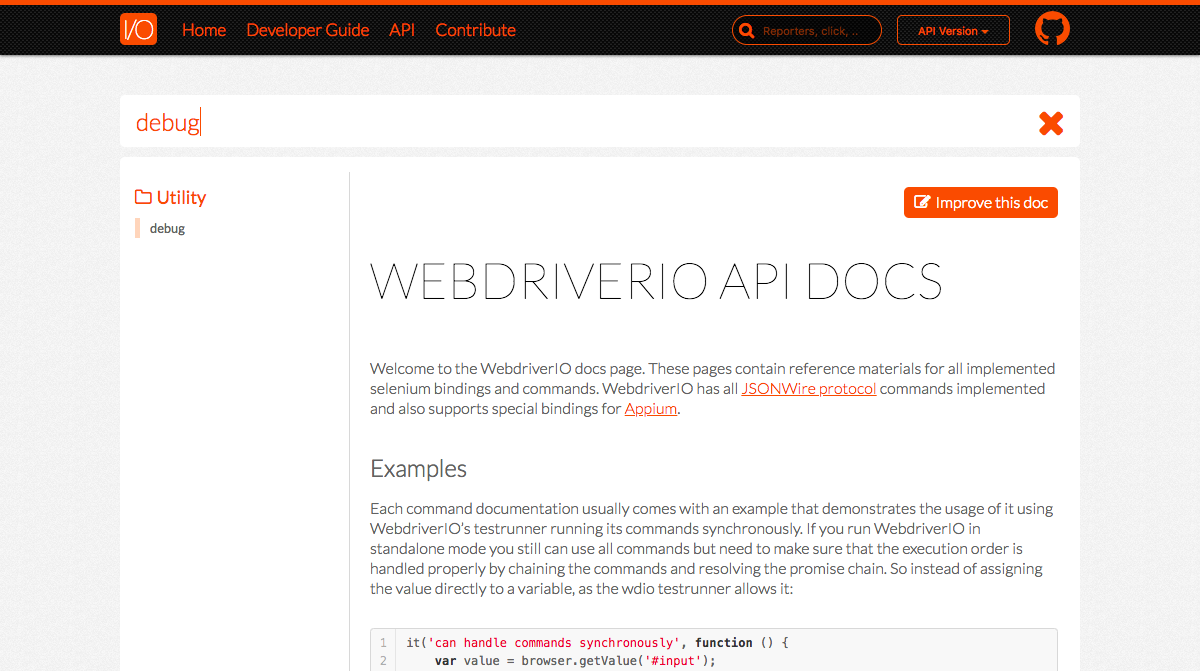 I/O Home Developer Guide API Contribute Reporters, click, .. API Version
debug
Utility
debug
Improve this doc
WEBDRIVERIO API DOCS
Welcome to the WebdriverIO docs page. These pages contain reference materials for all implemented
selenium bindings and commands. WebdriverIO has all JSONWire protocol commands implemented
and also supports special bindings for Appium.
Examples
Each command documentation usually comes with an example that demonstrates the usage of it using
WebdriverIO's testrunner running its commands synchronously. If you run WebdriverIO in
standalone mode you still can use all commands but need to make sure that the execution order is
handled properly by chaining the commands and resolving the promise chain. So instead of assigning
the value directly to a variable, as the wdio testrunner allows it:
1 it('can handle commands synchronously', function () {
2 var value = browser.getValue('#input');